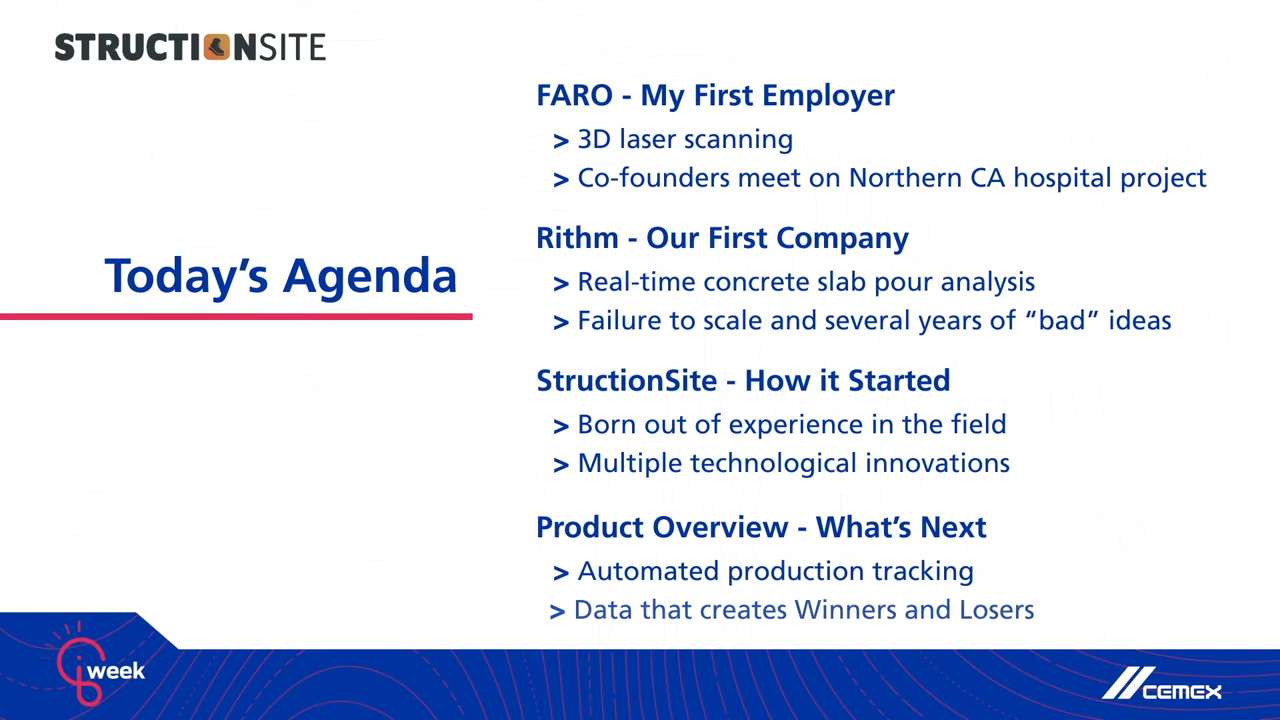 STRUCTIONSITE
Today’s Agenda
FARO - My First Employer
> 3D laser scanning
> Co-founders meet on Northern CA hospital project
Rithm - Our First Company
> Real-time concrete slab pour analysis
> Failure to scale and several years of “bad” ideas
StructionSite - How it Started
> Born out of experience in the field
> Multiple technological innovations
Product Overview - What’s Next
> Automated production tracking
> Data that creates Winners and Losers
i week
CEMEX